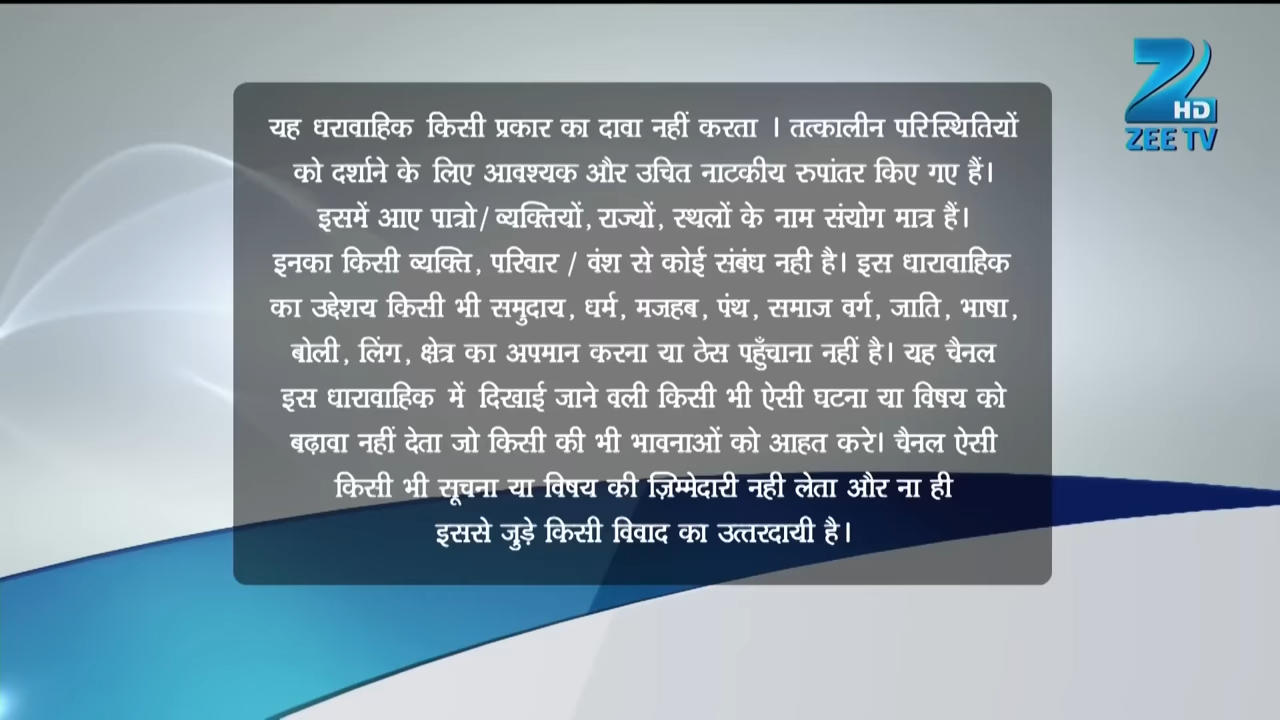 यह धरावाहिक किसी प्रकार का दावा नहीं करता । तत्कालीन परिस्थितियों
को दर्शाने के लिए आवश्यक और उचित नाटकीय रुपांतर किए गए हैं।
इसमें आए पात्रो/व्यक्तियों, राज्यों, स्थलों के नाम संयोग मात्र हैं।
इनका किसी व्यक्ति, परिवार / वंश से कोई संबंध नही है। इस धारावाहिक
का उद्देशय किसी भी समुदाय, धर्म, मजहब, पंथ, समाज वर्ग, जाति, भाषा,
बोली, लिंग, क्षेत्र का अपमान करना या ठेस पहुँचाना नहीं है। यह चैनल
इस धारावाहिक में दिखाई जाने वली किसी भी ऐसी घटना या विषय को
बढ़ावा नहीं देता जो किसी की भी भावनाओं को आहत करे। चैनल ऐसी
किसी भी सूचना या विषय की ज़िम्मेदारी नही लेता और ना ही
इससे जुड़े किसी विवाद का उत्तरदायी है।
HD
ZEE TV